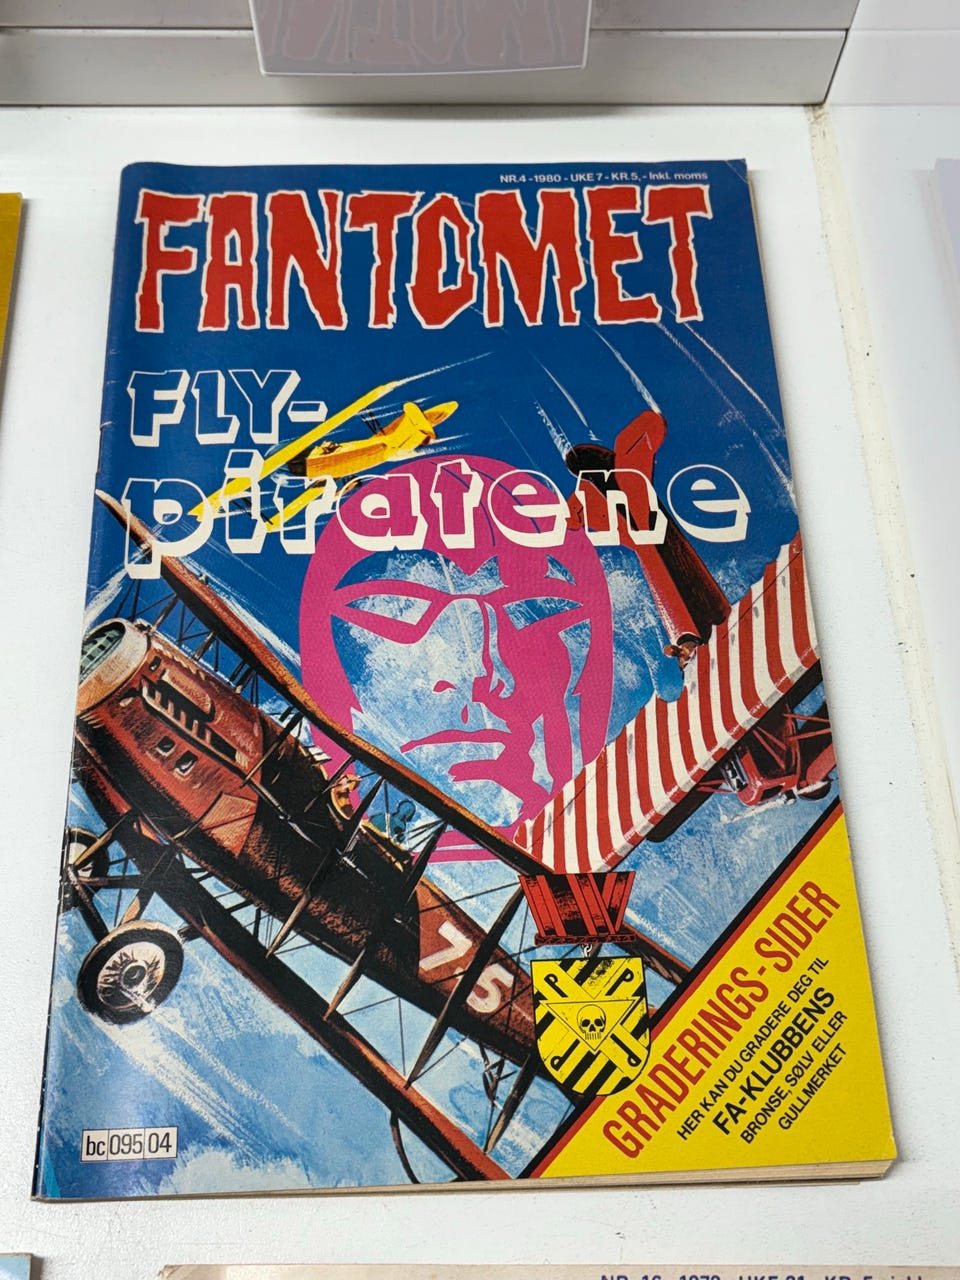 NR.4-1980-UKE 7-KR.5,- Inkl. moms
FANTOMET
FLY-
piratene
75
P P
P P
GRADERINGS-SIDER
HER KAN DU GRADERE DEG TIL
FA-KLUBBENS
BRONSE, SØLV ELLER
GULLMERKET
bc 095 04